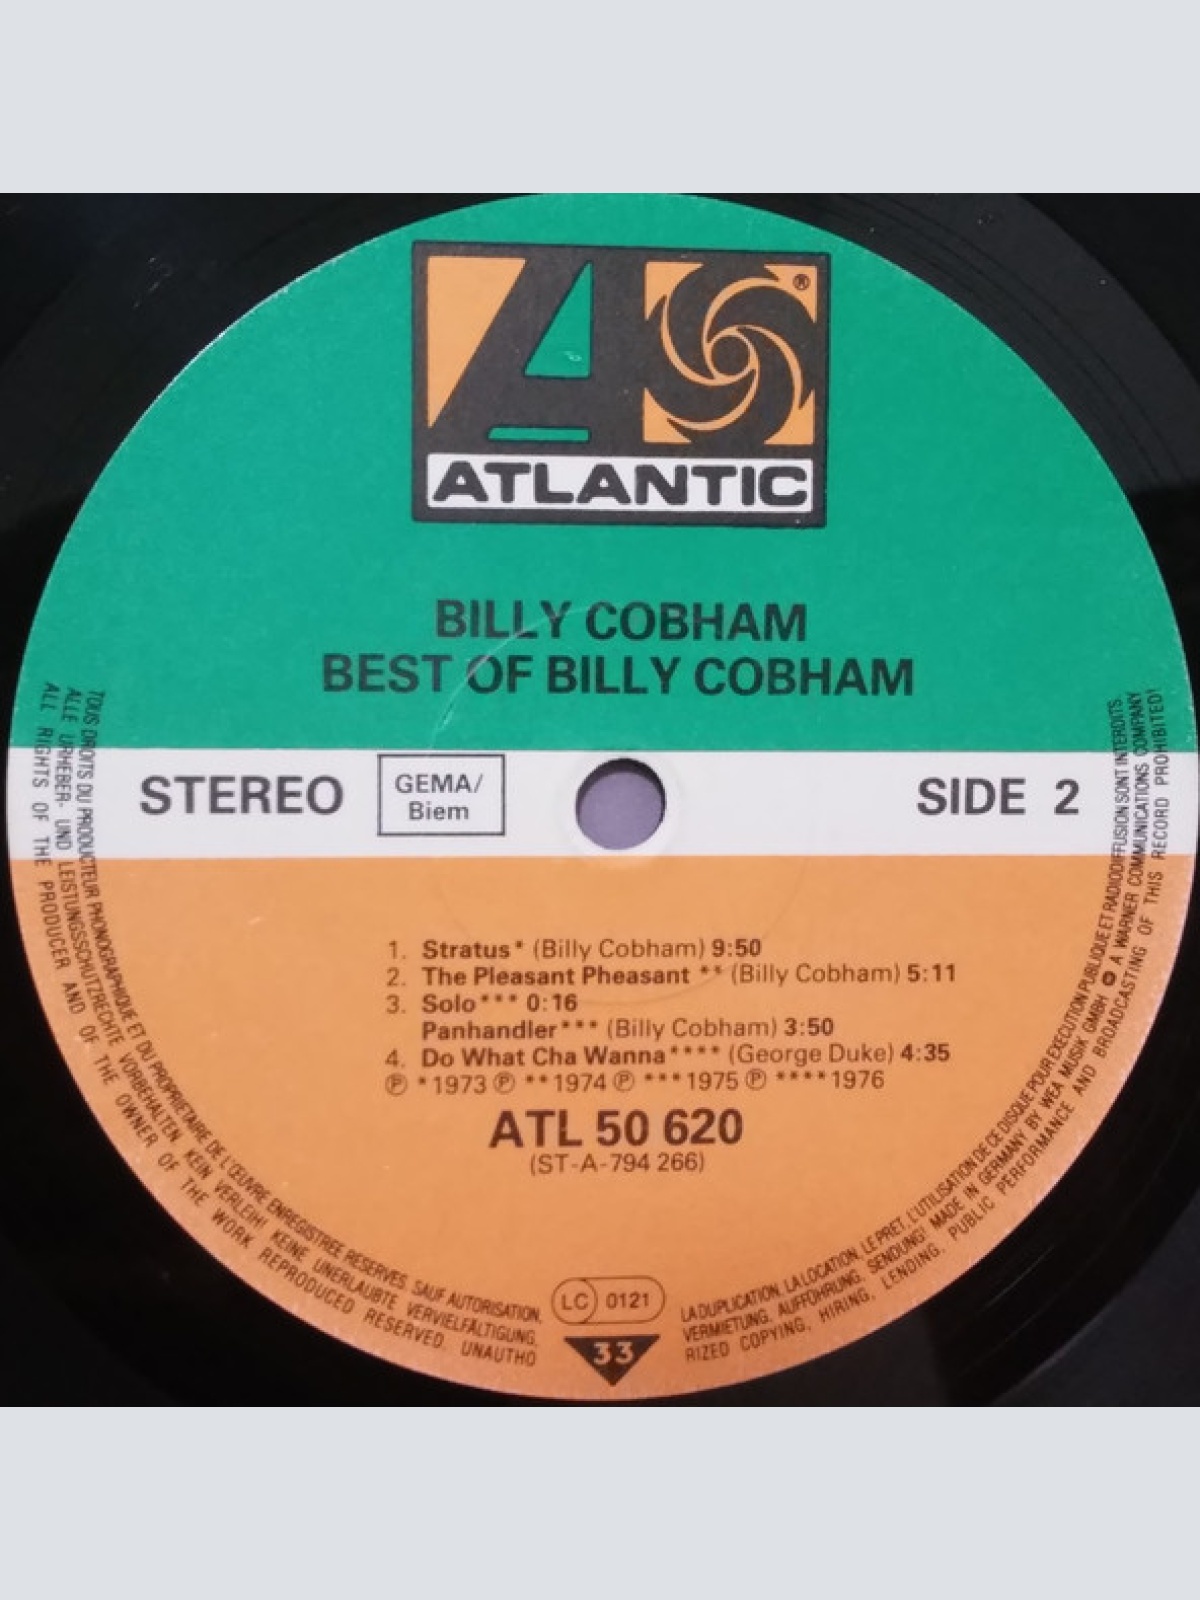 ®
ATLANTIC
BILLY COBHAM
BEST OF BILLY COBHAM
STEREO
GEMA/
Biem
SIDE 2
1. Stratus* (Billy Cobham) 9:50
2. The Pleasant Pheasant ** (Billy Cobham) 5:11
3. Solo*** 0:16
Panhandler*** (Billy Cobham) 3:50
4. Do What Cha Wanna**** (George Duke) 4:35
℗ *1973 ℗ **1974 ℗ ***1975 ℗ ****1976
ATL 50 620
(ST-A-794 266)
LC 0121
33
TOUS DROITS DU PRODUCTEUR PHONOGRAPHIQUE ET DU PROPRIETAIRE DE L'ŒUVRE ENREGISTREE RESERVES. SAUF AUTORISATION, LA DUPLICATION, LA LOCATION, LE PRET, L'UTILISATION DE CE DISQUE POUR EXECUTION PUBLIQUE ET RADIODIFFUSION SONT INTERDITS.
ALLE URHEBER- UND LEISTUNGSSCHUTZRECHTE VORBEHALTEN. KEIN VERLEIH! KEINE UNERLAUBTE VERVIELFÄLTIGUNG, VERMIETUNG, AUFFÜHRUNG, SENDUNG! MADE IN GERMANY BY WEA MUSIK GMBH A WARNER COMMUNICATIONS COMPANY
ALL RIGHTS OF THE PRODUCER AND OF THE OWNER OF THE WORK REPRODUCED RESERVED. UNAUTHORIZED COPYING, HIRING, LENDING, PUBLIC PERFORMANCE AND BROADCASTING OF THIS RECORD PROHIBITED!